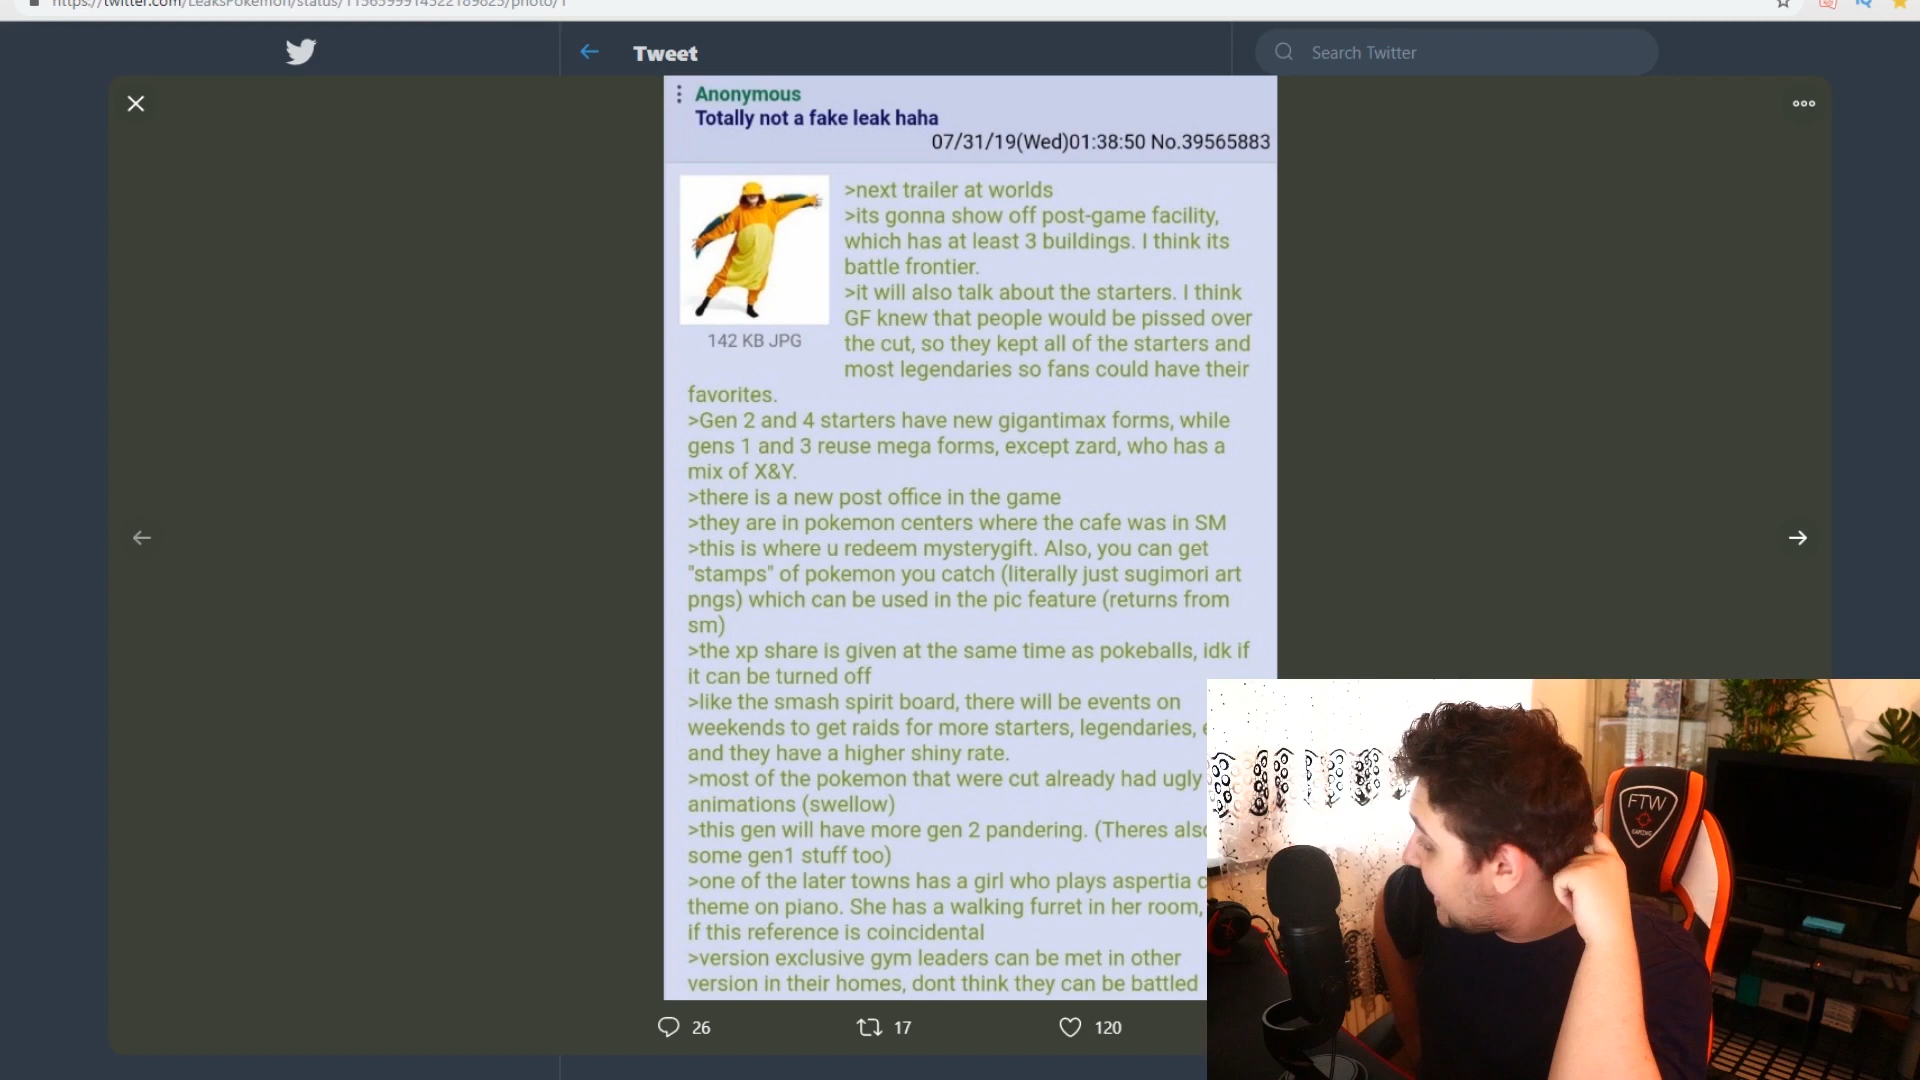 Tweet
Search Twitter
Anonymous
Totally not a fake leak haha
07/31/19(Wed)01:38:50 No.39565883
>next trailer at worlds
>its gonna show off post-game facility,
which has at least 3 buildings. I think its
battle frontier.
>it will also talk about the starters. I think
GF knew that people would be pissed over
the cut, so they kept all of the starters and
most legendaries so fans could have their
142 KB JPG
favorites.
>Gen 2 and 4 starters have new gigantimax forms, while
gens 1 and 3 reuse mega forms, except zard, who has a
mix of X&Y.
>there is a new post office in the game
>they are in pokemon centers where the cafe was in SM
>this is where u redeem mysterygift. Also, you can get
"stamps" of pokemon you catch (literally just sugimori art
pngs) which can be used in the pic feature (returns from
sm)
>the xp share is given at the same time as pokeballs, idk if
it can be turned off
>like the smash spirit board, there will be events on
weekends to get raids for more starters, legendaries,
and they have a higher shiny rate.
>most of the pokemon that were cut already had ugly
animations (swellow)
>this gen will have more gen 2 pandering. (Theres also
some gen1 stuff too)
>one of the later towns has a girl who plays aspertia
theme on piano. She has a walking furret in her room,
if this reference is coincidental
>version exclusive gym leaders can be met in other
version in their homes, dont think they can be battled
26
17
120
FTW
GAMING